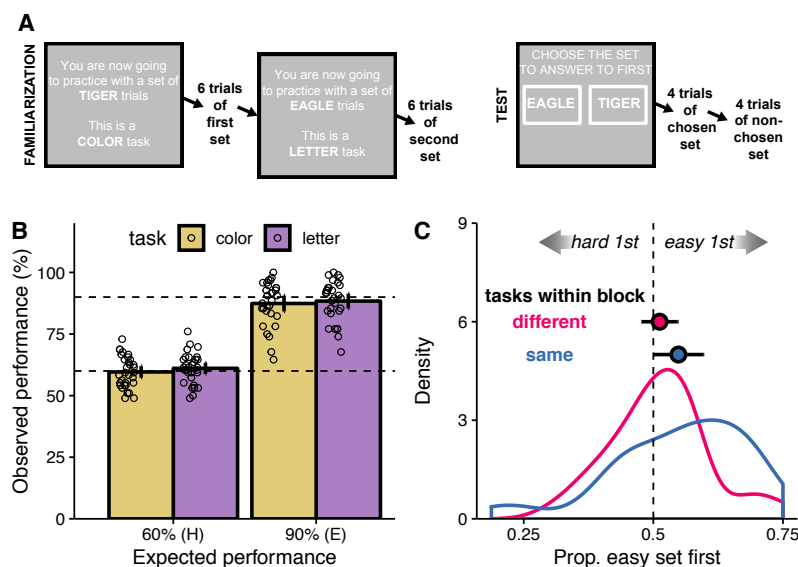 A
FAMILIARIZATION
You are now going
to practice with a set of
TIGER trials
This is a
COLOR task
6 trials
of
first
set
You are now going
to practice with a set of
EAGLE trials
This is a
LETTER task
6 trials
of
second
set
TEST
CHOOSE THE SET
TO ANSWER TO FIRST
EAGLE
TIGER
4 trials
of
chosen
set
4 trials
of non-
chosen
set
B
task
color
letter
Observed performance (%)
100
75
50
25
0
60% (H)
90% (E)
Expected performance
C
hard 1st
easy 1st
tasks within block
different
same
Density
9
6
3
0
0.25
0.5
0.75
Prop. easy set first